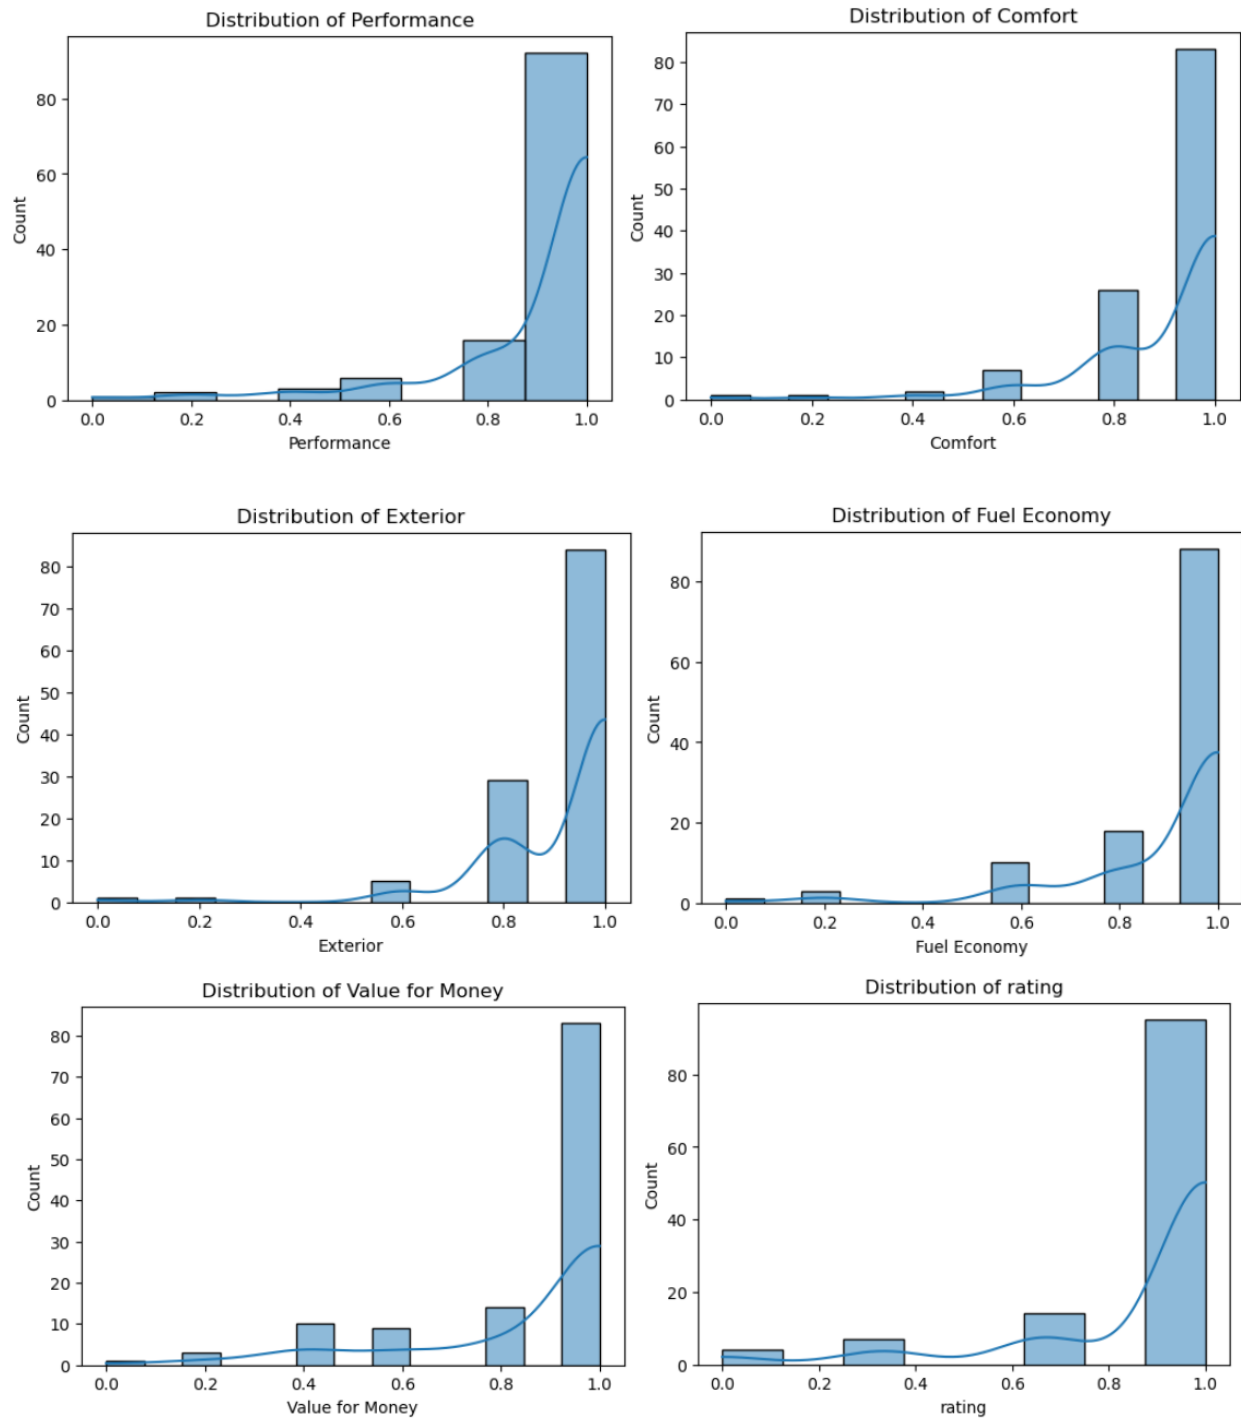 Distribution of Performance
Count
80
60
40
20
0
0.0 0.2 0.4 0.6 0.8 1.0
Performance
Distribution of Comfort
Count
80
70
60
50
40
30
20
10
0
0.0 0.2 0.4 0.6 0.8 1.0
Comfort
Distribution of Exterior
Count
80
70
60
50
40
30
20
10
0
0.0 0.2 0.4 0.6 0.8 1.0
Exterior
Distribution of Fuel Economy
Count
80
60
40
20
0
0.0 0.2 0.4 0.6 0.8 1.0
Fuel Economy
Distribution of Value for Money
Count
80
70
60
50
40
30
20
10
0
0.0 0.2 0.4 0.6 0.8 1.0
Value for Money
Distribution of rating
Count
80
60
40
20
0
0.0 0.2 0.4 0.6 0.8 1.0
rating